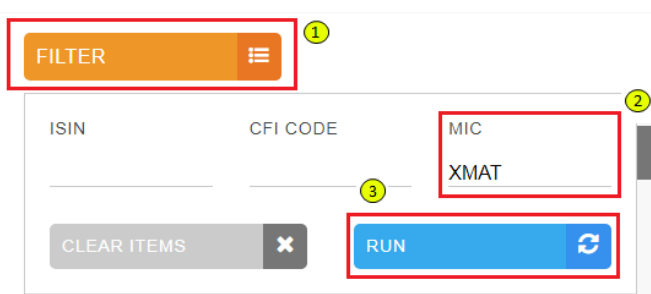 FILTER
1
2
ISIN CFI CODE MIC
XMAT
3
CLEAR ITEMS RUN